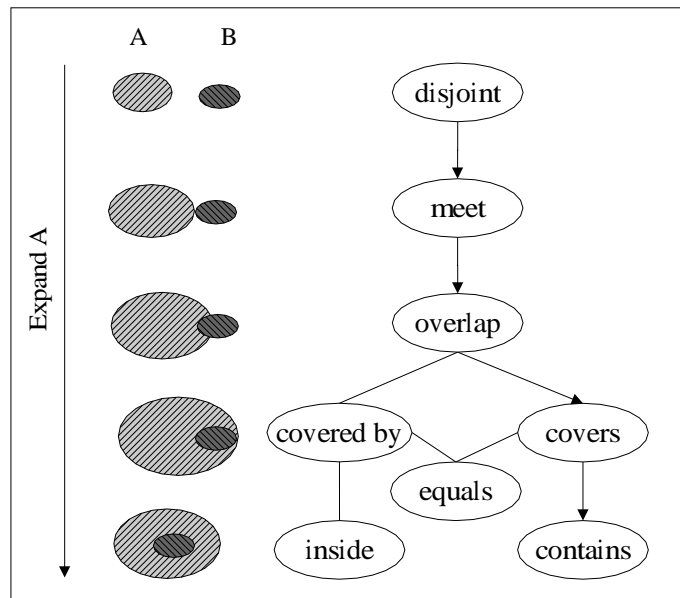 A B
disjoint
meet
Expand A
overlap
covered by
covers
equals
inside
contains